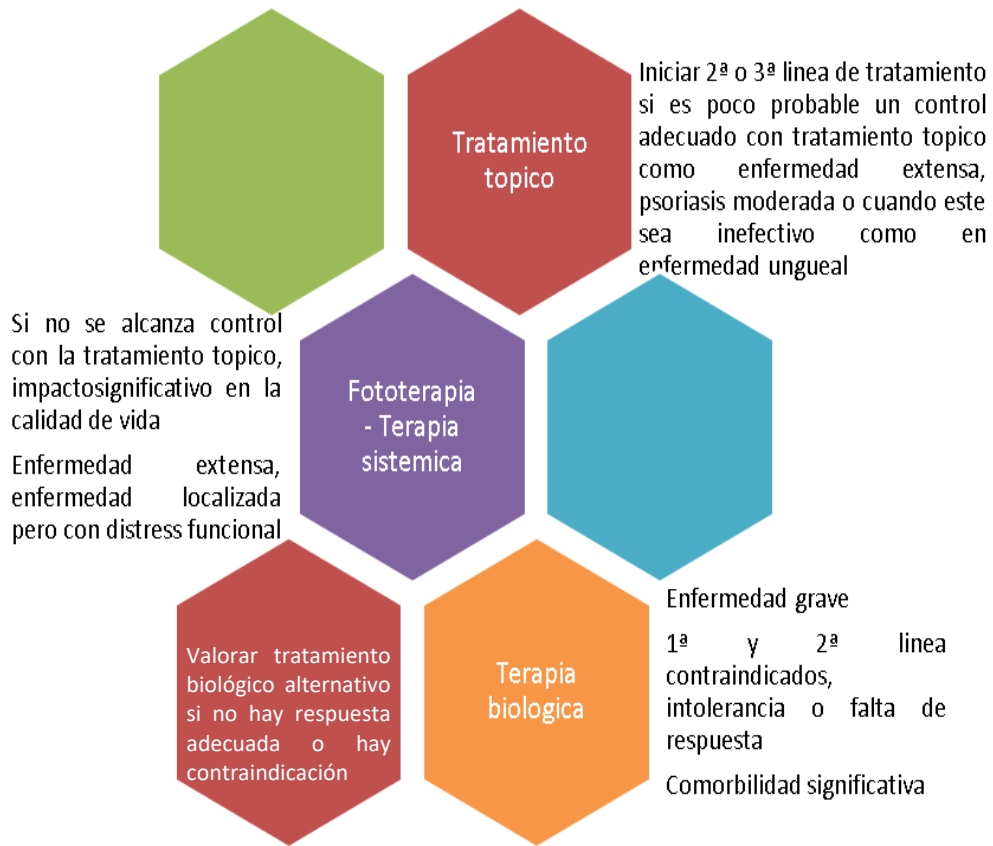 Tratamiento
topico
Iniciar 2ª o 3ª linea de tratamiento
si es poco probable un control
adecuado con tratamiento topico
como enfermedad extensa,
psoriasis moderada o cuando este
sea inefectivo como en
enfermedad ungueal
Si no se alcanza control
con la tratamiento topico,
impactosignificativo en la
calidad de vida
Enfermedad extensa,
enfermedad localizada
pero con distress funcional
Fototerapia
- Terapia
sistemica
Valorar tratamiento
biológico alternativo
si no hay respuesta
adecuada o hay
contraindicación
Terapia
biologica
Enfermedad grave
1ª y 2ª linea
contraindicados,
intolerancia o falta de
respuesta
Comorbilidad significativa